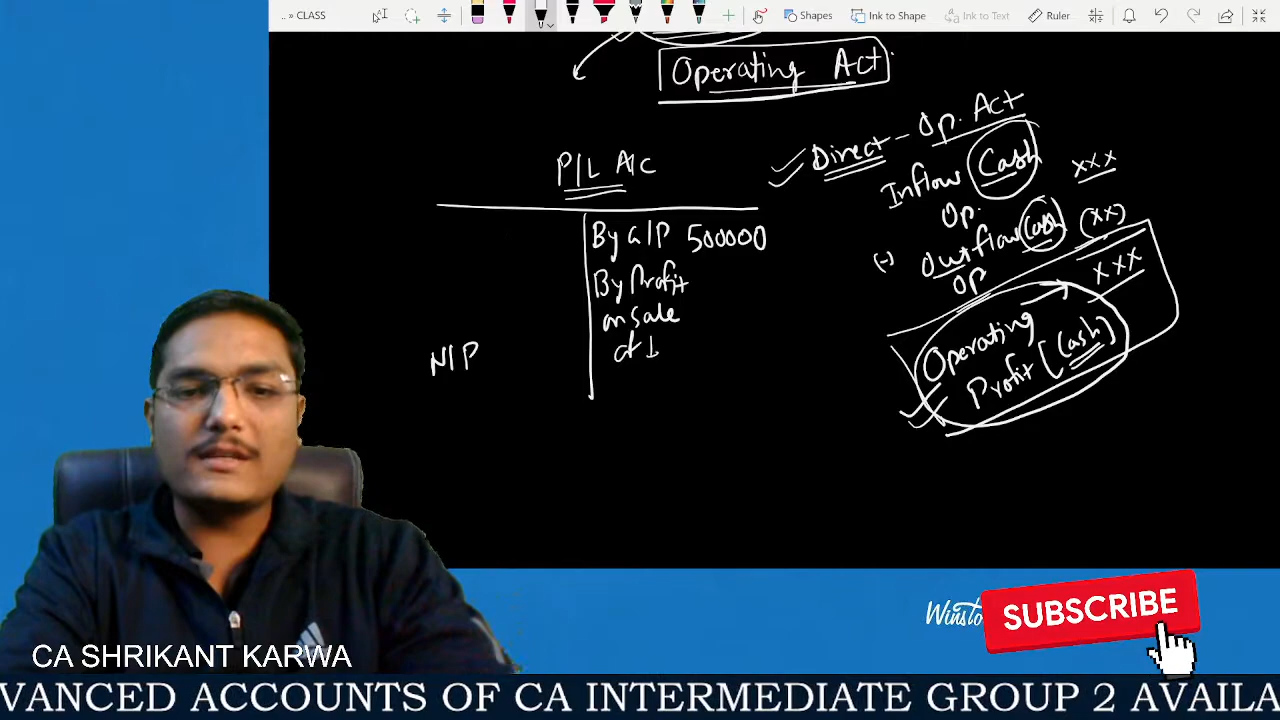 .. » CLASS
Shapes
Ink to Shape
Ink to Text
Ruler
Operating Act
P/L A/c
By G/P 500000
By Profit
on sale
of I
N/P
Direct - Op. Act
Inflow Cash xxx
Op.
(-) Outflow Cash (xx)
Op
xxx
Operating
Profit [Cash]
Winsto
SUBSCRIBE
CA SHRIKANT KARWA
VANCED ACCOUNTS OF CA INTERMEDIATE GROUP 2 AVAILA